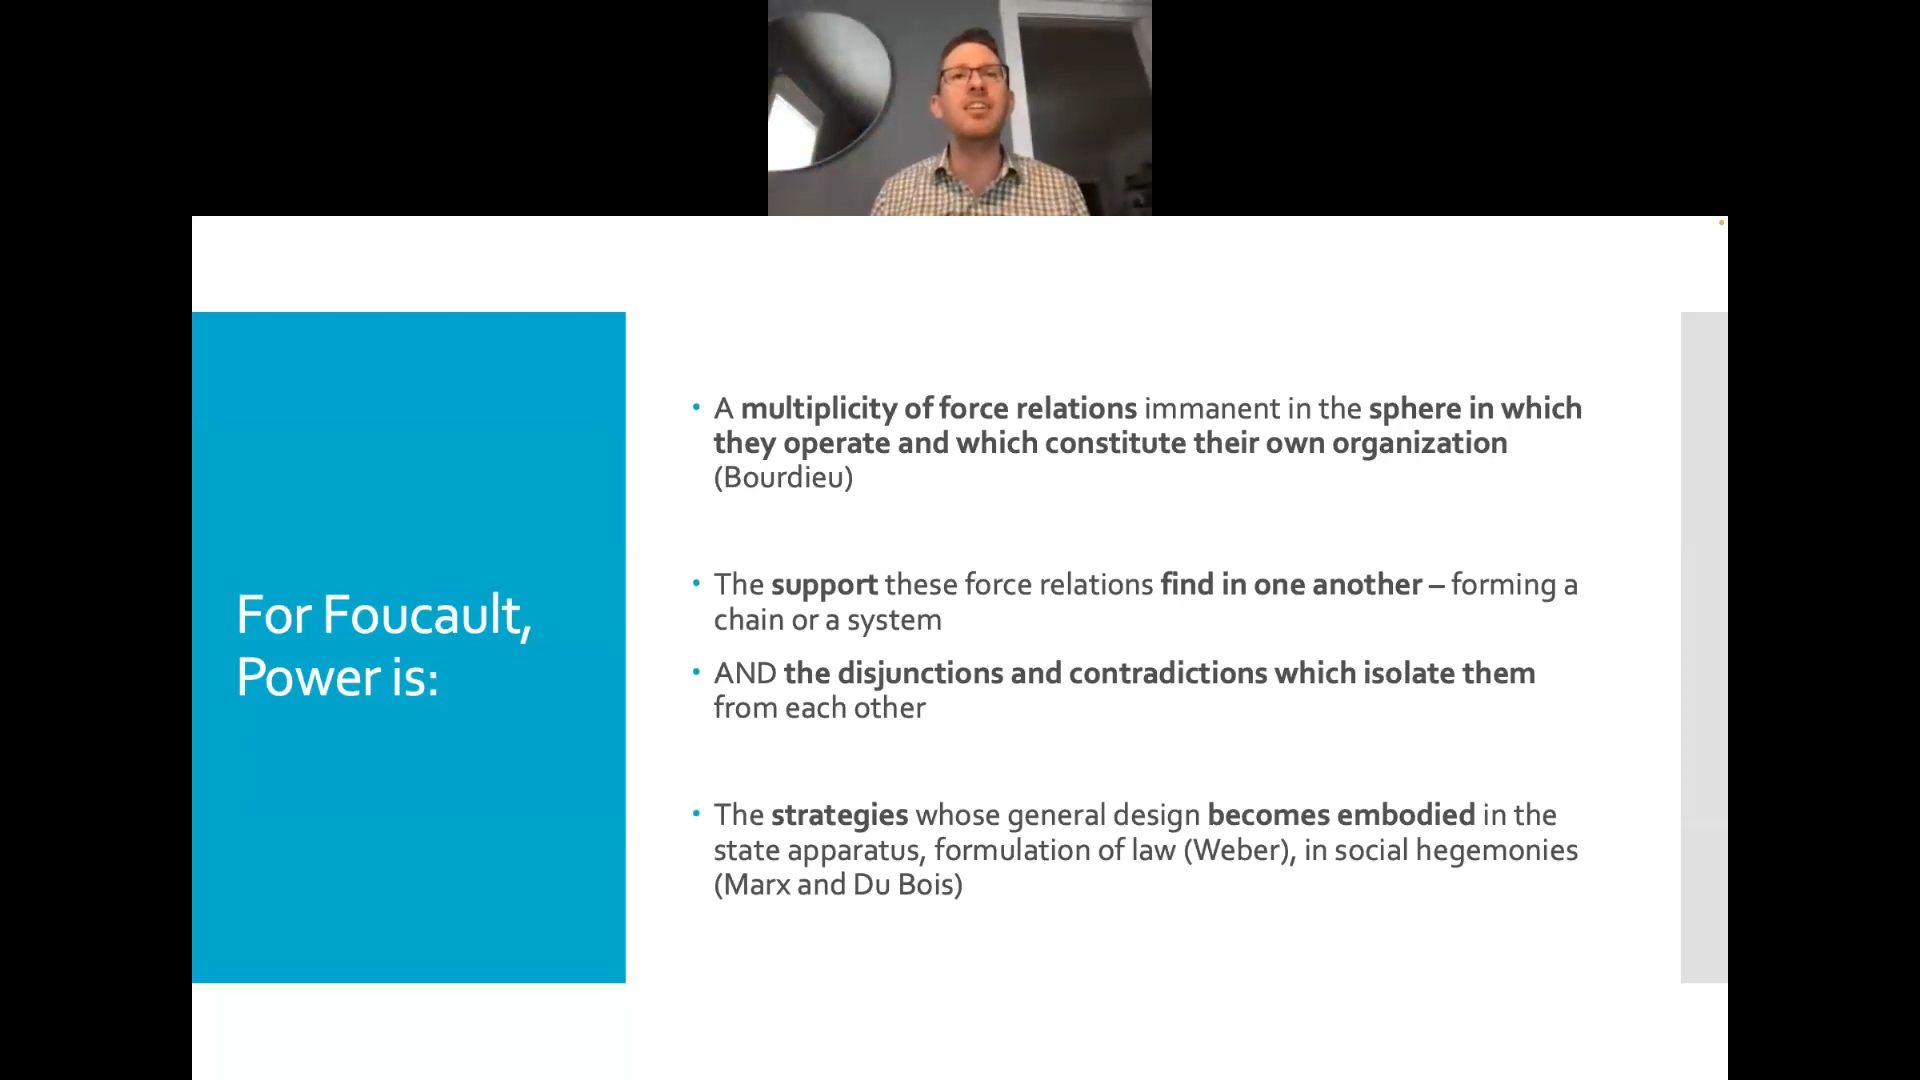 For Foucault,
Power is:
• A multiplicity of force relations immanent in the sphere in which
they operate and which constitute their own organization
(Bourdieu)
• The support these force relations find in one another – forming a
chain or a system
• AND the disjunctions and contradictions which isolate them
from each other
• The strategies whose general design becomes embodied in the
state apparatus, formulation of law (Weber), in social hegemonies
(Marx and Du Bois)